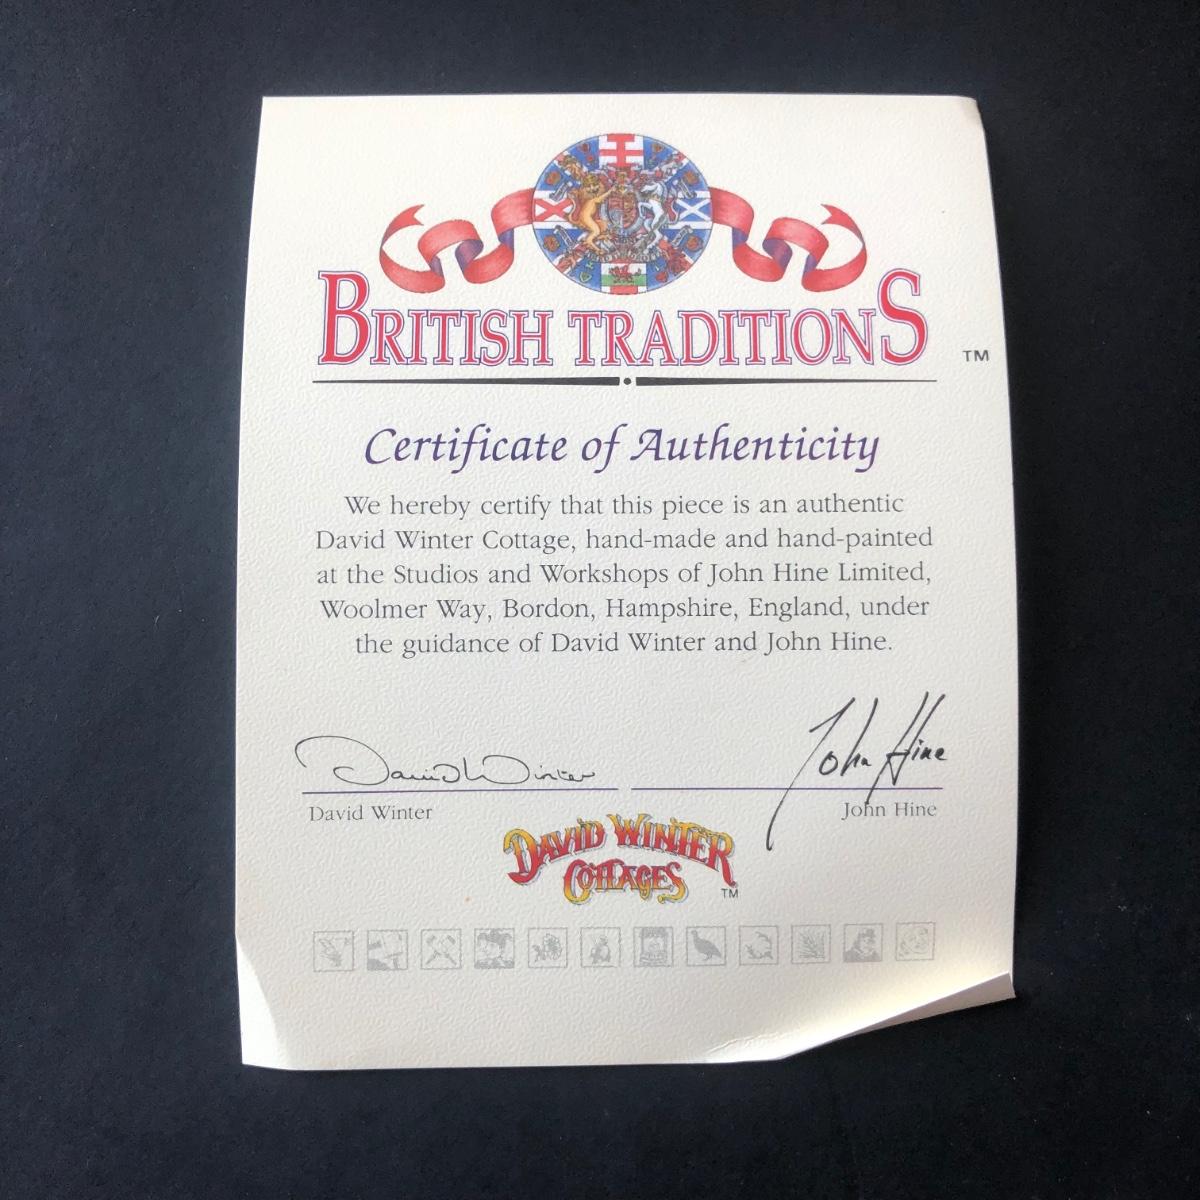 BRITISH TRADITIONS ™
Certificate of Authenticity
We hereby certify that this piece is an authentic
David Winter Cottage, hand-made and hand-painted
at the Studios and Workshops of John Hine Limited,
Woolmer Way, Bordon, Hampshire, England, under
the guidance of David Winter and John Hine.
David Winter
John Hine
David Winter
John Hine
DAVID WINTER
COTTAGES ™